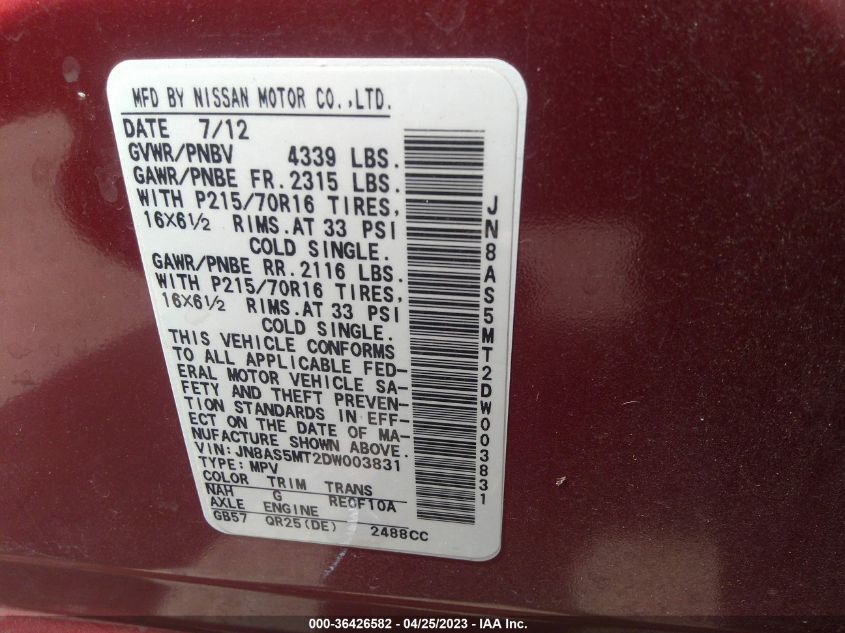 MFD BY NISSAN MOTOR CO.,LTD.
DATE 7/12
GVWR/PNBV 4339 LBS.
GAWR/PNBE FR. 2315 LBS.
WITH P215/70R16 TIRES,
16X6½ RIMS. AT 33 PSI
COLD SINGLE.
GAWR/PNBE RR. 2116 LBS.
WITH P215/70R16 TIRES,
16X6½ RIMS. AT 33 PSI
COLD SINGLE.
THIS VEHICLE CONFORMS
TO ALL APPLICABLE FED-
ERAL MOTOR VEHICLE SA-
FETY AND THEFT PREVEN-
TION STANDARDS IN EFF-
ECT ON THE DATE OF MA-
NUFACTURE SHOWN ABOVE.
VIN: JN8AS5MT2DW003831
TYPE: MPV
COLOR TRIM TRANS
NAH G RE0F10A
AXLE ENGINE
GB57 QR25(DE) 2488CC
JN8AS5MT2DW003831
000-36426582 - 04/25/2023 - IAA Inc.